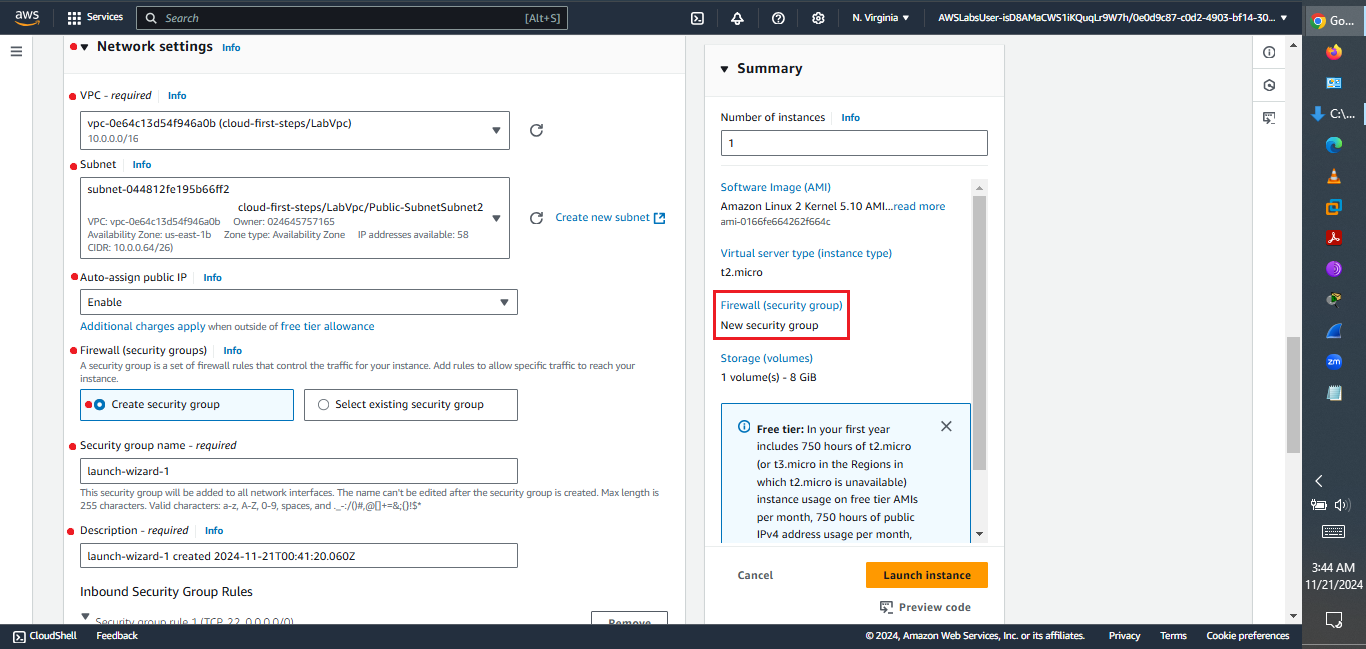 aws
Services
Search
[Alt+S]
N. Virginia
AWSLabsUser-isD8AMaCWS1iKQuqLr9W7h/0e0d9c87-c0d2-4903-bf14-30...
Go...
Network settings Info
VPC - required Info
vpc-0e64c13d54f946a0b (cloud-first-steps/LabVpc)
10.0.0.0/16
Subnet Info
subnet-044812fe195b66ff2
cloud-first-steps/LabVpc/Public-SubnetSubnet2
VPC: vpc-0e64c13d54f946a0b Owner: 024645757165
Availability Zone: us-east-1b Zone type: Availability Zone IP addresses available: 58
CIDR: 10.0.0.64/26)
Create new subnet
Auto-assign public IP Info
Enable
Additional charges apply when outside of free tier allowance
Firewall (security groups) Info
A security group is a set of firewall rules that control the traffic for your instance. Add rules to allow specific traffic to reach your
instance.
Create security group
Select existing security group
Security group name - required
launch-wizard-1
This security group will be added to all network interfaces. The name can't be edited after the security group is created. Max length is
255 characters. Valid characters: a-z, A-Z, 0-9, spaces, and ._-:/()#,@[]+=&;{}!$*
Description - required Info
launch-wizard-1 created 2024-11-21T00:41:20.060Z
Inbound Security Group Rules
Security group rule 1 (TCP, 22, 0.0.0.0/0)
Remove
Summary
Number of instances Info
1
Software Image (AMI)
Amazon Linux 2 Kernel 5.10 AMI...read more
ami-0166fe664262f664c
Virtual server type (instance type)
t2.micro
Firewall (security group)
New security group
Storage (volumes)
1 volume(s) - 8 GiB
Free tier: In your first year
includes 750 hours of t2.micro
(or t3.micro in the Regions in
which t2.micro is unavailable)
instance usage on free tier AMIs
per month, 750 hours of public
IPv4 address usage per month,
Cancel
Launch instance
Preview code
C:\...
zm
3:44 AM
11/21/2024
CloudShell
Feedback
© 2024, Amazon Web Services, Inc. or its affiliates.
Privacy
Terms
Cookie preferences